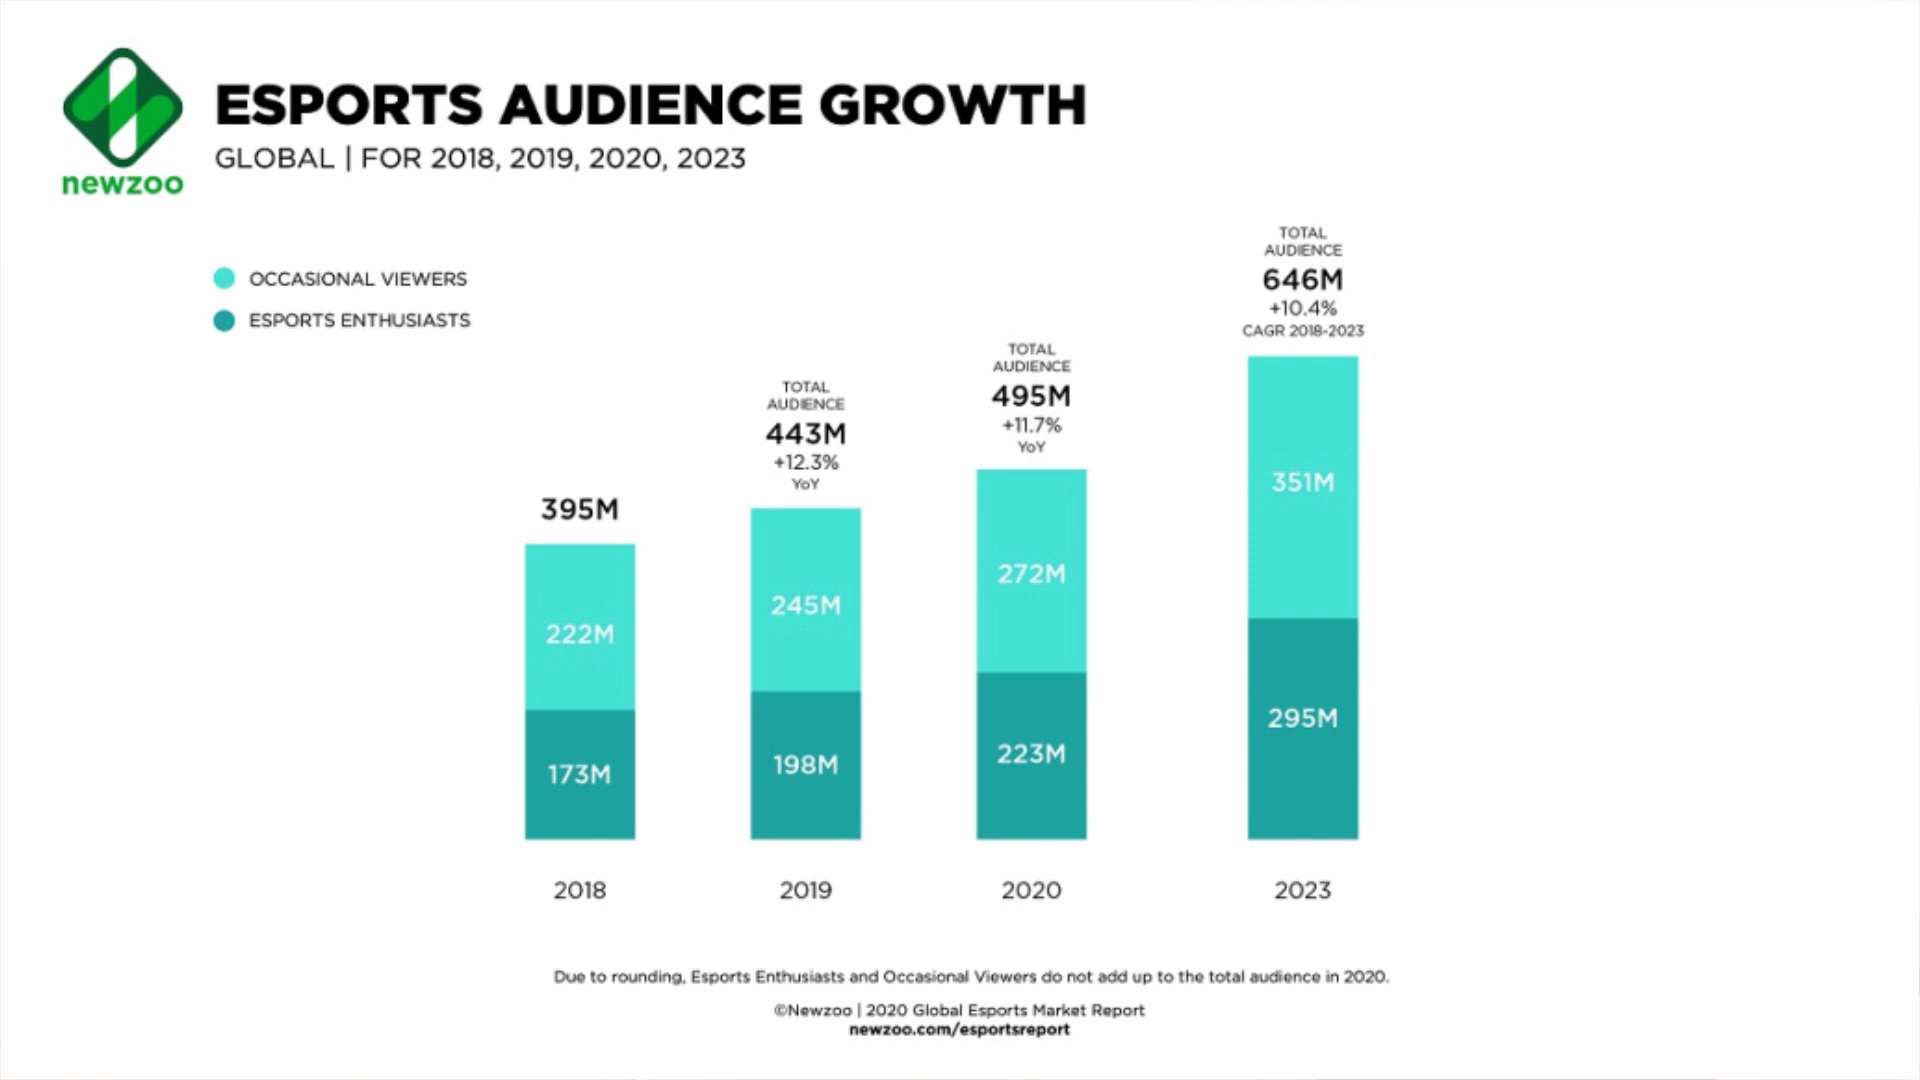 newzoo
ESPORTS AUDIENCE GROWTH
GLOBAL | FOR 2018, 2019, 2020, 2023
OCCASIONAL VIEWERS
ESPORTS ENTHUSIASTS
395M
222M
173M
2018
TOTAL
AUDIENCE
443M
+12.3%
YoY
245M
198M
2019
TOTAL
AUDIENCE
495M
+11.7%
YoY
272M
223M
2020
TOTAL
AUDIENCE
646M
+10.4%
CAGR 2018-2023
351M
295M
2023
Due to rounding, Esports Enthusiasts and Occasional Viewers do not add up to the total audience in 2020.
©Newzoo | 2020 Global Esports Market Report
newzoo.com/esportsreport